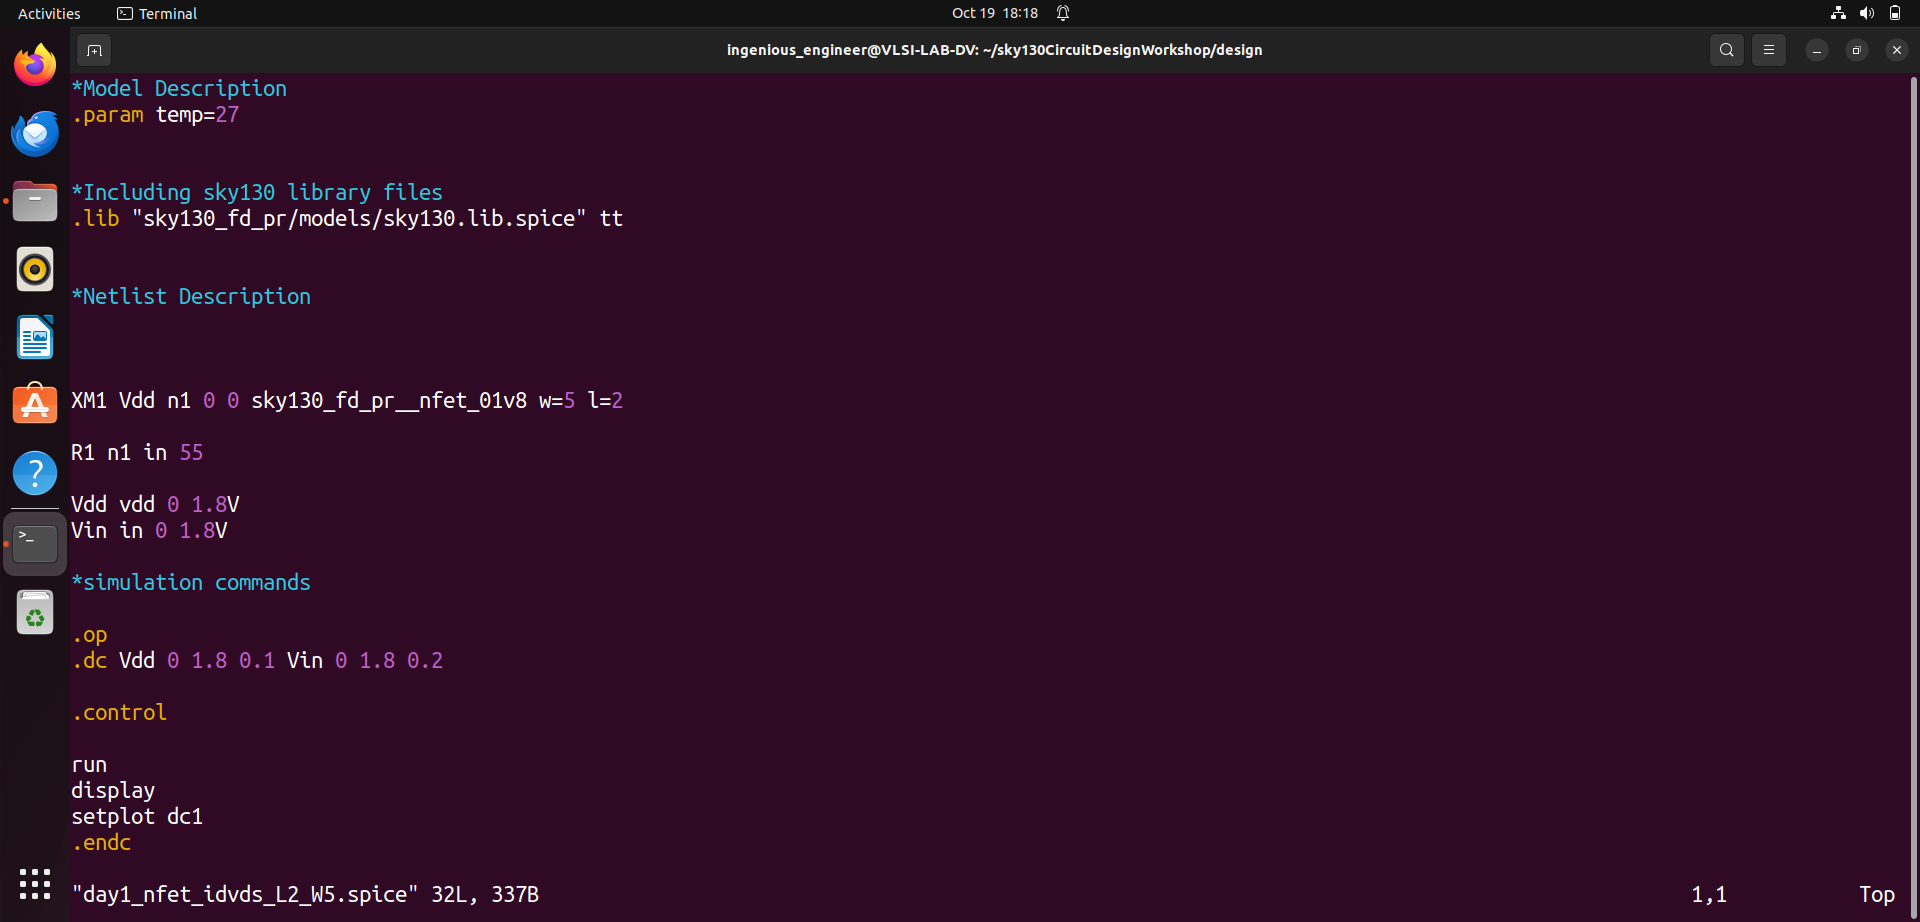 Activities
Terminal
Oct 19 18:18
ingenious_engineer@VLSI-LAB-DV: ~/sky130CircuitDesignWorkshop/design
*Model Description
.param temp=27
*Including sky130 library files
.lib "sky130_fd_pr/models/sky130.lib.spice" tt
*Netlist Description
XM1 Vdd n1 0 0 sky130_fd_pr__nfet_01v8 w=5 l=2
R1 n1 in 55
Vdd vdd 0 1.8V
Vin in 0 1.8V
*simulation commands
.op
.dc Vdd 0 1.8 0.1 Vin 0 1.8 0.2
.control
run
display
setplot dc1
.endc
"day1_nfet_idvds_L2_W5.spice" 32L, 337B
1,1
Top